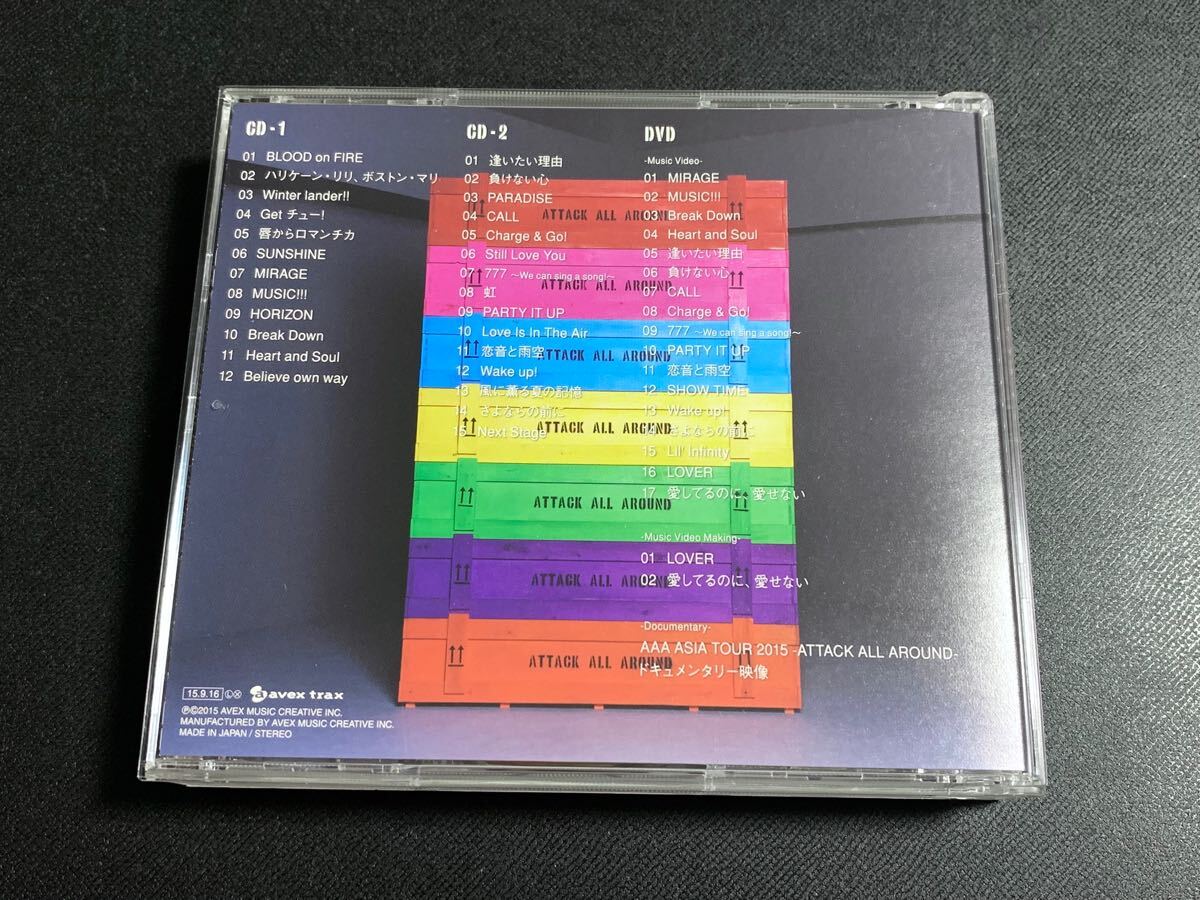 CD-1
01 BLOOD on FIRE
02 ハリケーン・リリ、ボストン・マリ
03 Winter lander!!
04 Get チュー!
05 唇からロマンチカ
06 SUNSHINE
07 MIRAGE
08 MUSIC!!!
09 HORIZON
10 Break Down
11 Heart and Soul
12 Believe own way
CD-2
01 逢いたい理由
02 負けない心
03 PARADISE
04 CALL
05 Charge & Go!
06 Still Love You
07 777 ～We can sing a song!～
08 虹
09 PARTY IT UP
10 Love Is In The Air
11 恋音と雨空
12 Wake up!
13 風に薫る夏の記憶
14 さよならの前に
15 Next Stage
DVD
-Music Video-
01 MIRAGE
02 MUSIC!!!
03 Break Down
04 Heart and Soul
05 逢いたい理由
06 負けない心
07 CALL
08 Charge & Go!
09 777 ～We can sing a song!～
10 PARTY IT UP
11 恋音と雨空
12 SHOW TIME
13 Wake up!
14 さよならの前に
15 Lil' Infinity
16 LOVER
17 愛してるのに、愛せない
-Music Video Making-
01 LOVER
02 愛してるのに、愛せない
-Documentary-
AAA ASIA TOUR 2015 -ATTACK ALL AROUND-
ドキュメンタリー映像
ATTACK ALL AROUND
ATTACK ALL AROUND
ATTACK ALL AROUND
ATTACK ALL AROUND
ATTACK ALL AROUND
ATTACK ALL AROUND
ATTACK ALL AROUND
15.9.16 Ⓛⓧ avex trax
℗©2015 AVEX MUSIC CREATIVE INC.
MANUFACTURED BY AVEX MUSIC CREATIVE INC.
MADE IN JAPAN / STEREO